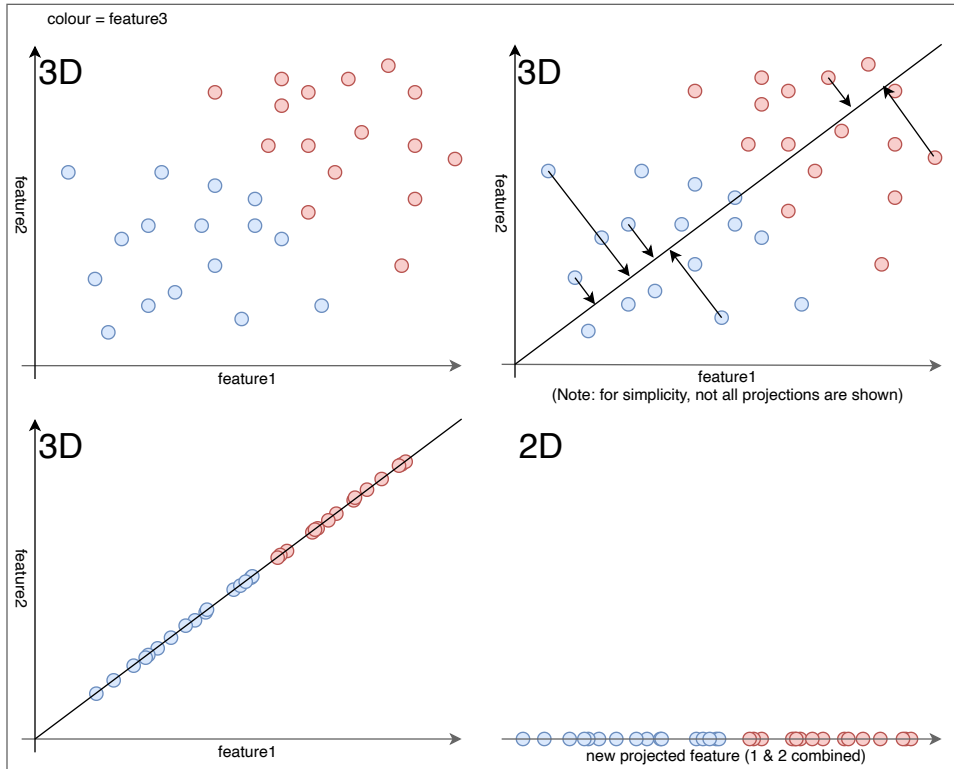 colour = feature3
3D
feature2
feature1
3D
feature2
feature1
(Note: for simplicity, not all projections are shown)
3D
feature2
feature1
2D
new projected feature (1 & 2 combined)